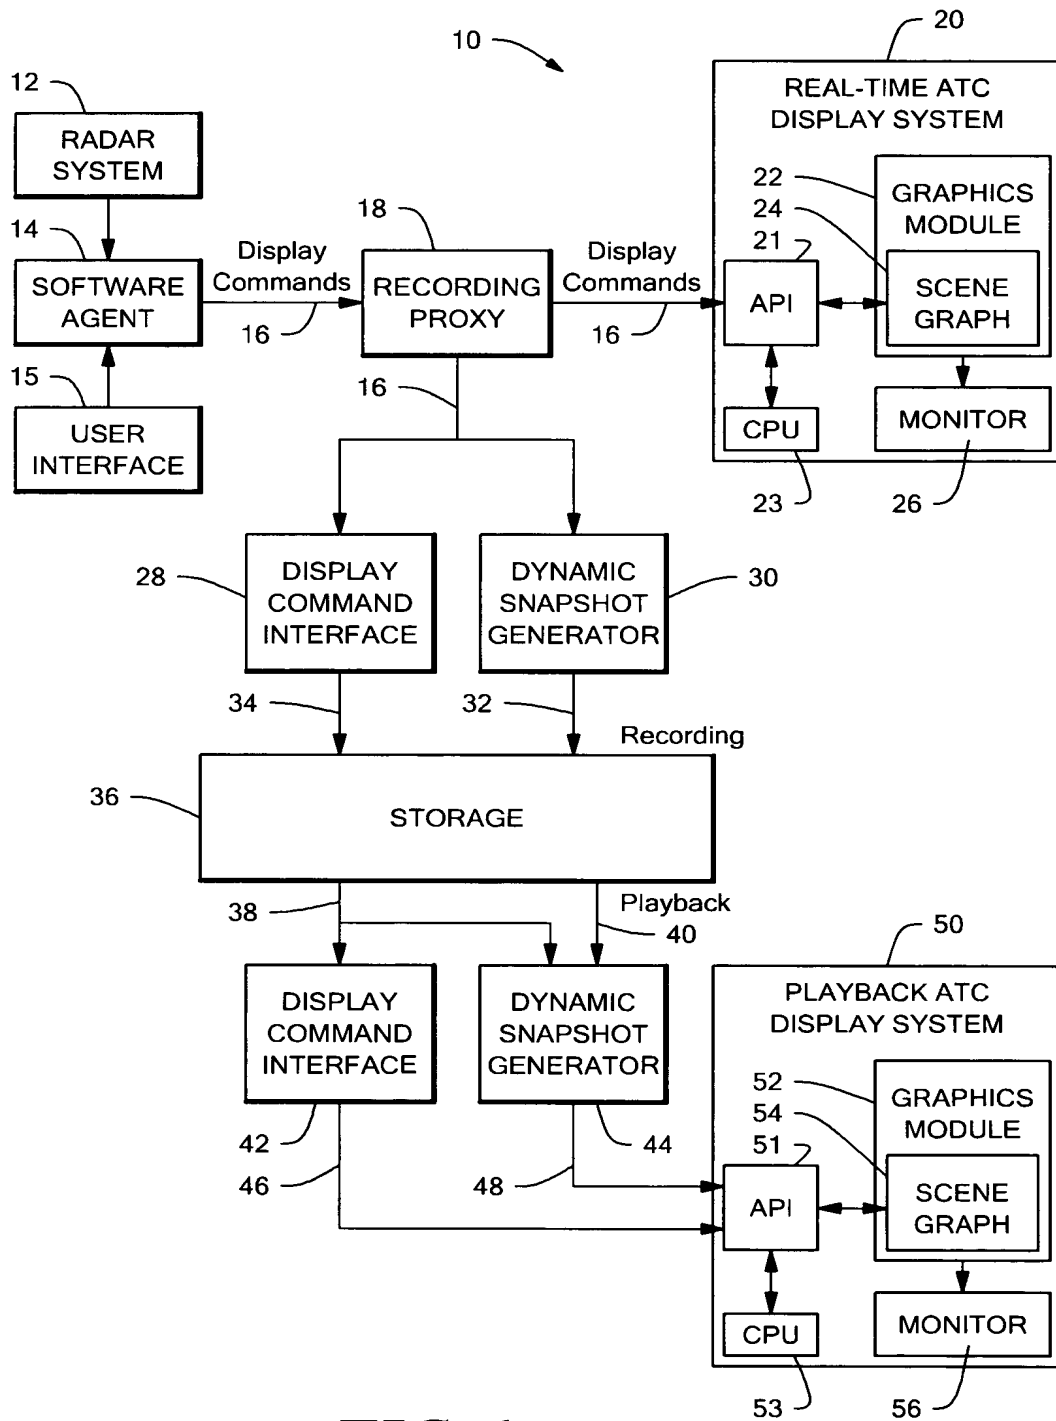 10
20
12
RADAR
SYSTEM
REAL-TIME ATC
DISPLAY SYSTEM
14
SOFTWARE
AGENT
Display
Commands
16
18
RECORDING
PROXY
Display
Commands
16
22
24
21
GRAPHICS
MODULE
API
SCENE
GRAPH
15
USER
INTERFACE
16
CPU
MONITOR
23
26
28
DISPLAY
COMMAND
INTERFACE
DYNAMIC
SNAPSHOT
GENERATOR
30
34
32
Recording
36
STORAGE
38
Playback
40
50
DISPLAY
COMMAND
INTERFACE
DYNAMIC
SNAPSHOT
GENERATOR
PLAYBACK ATC
DISPLAY SYSTEM
42
44
46
48
52
54
51
GRAPHICS
MODULE
API
SCENE
GRAPH
CPU
MONITOR
53
56